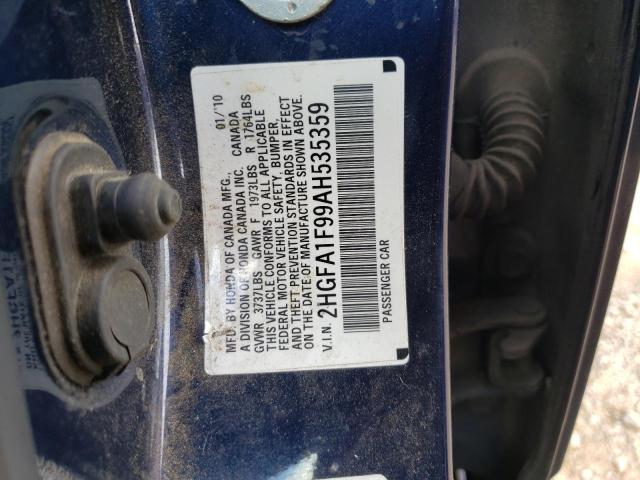 MFD. BY HONDA OF CANADA MFG. 01/'10
A DIVISION OF HONDA CANADA INC. CANADA
GVWR 3737LBS GAWR F 1973LBS R 1764LBS
THIS VEHICLE CONFORMS TO ALL APPLICABLE
FEDERAL MOTOR VEHICLE SAFETY, BUMPER,
AND THEFT PREVENTION STANDARDS IN EFFECT
ON THE DATE OF MANUFACTURE SHOWN ABOVE.
V.I.N. 2HGFA1F99AH535359
PASSENGER CAR